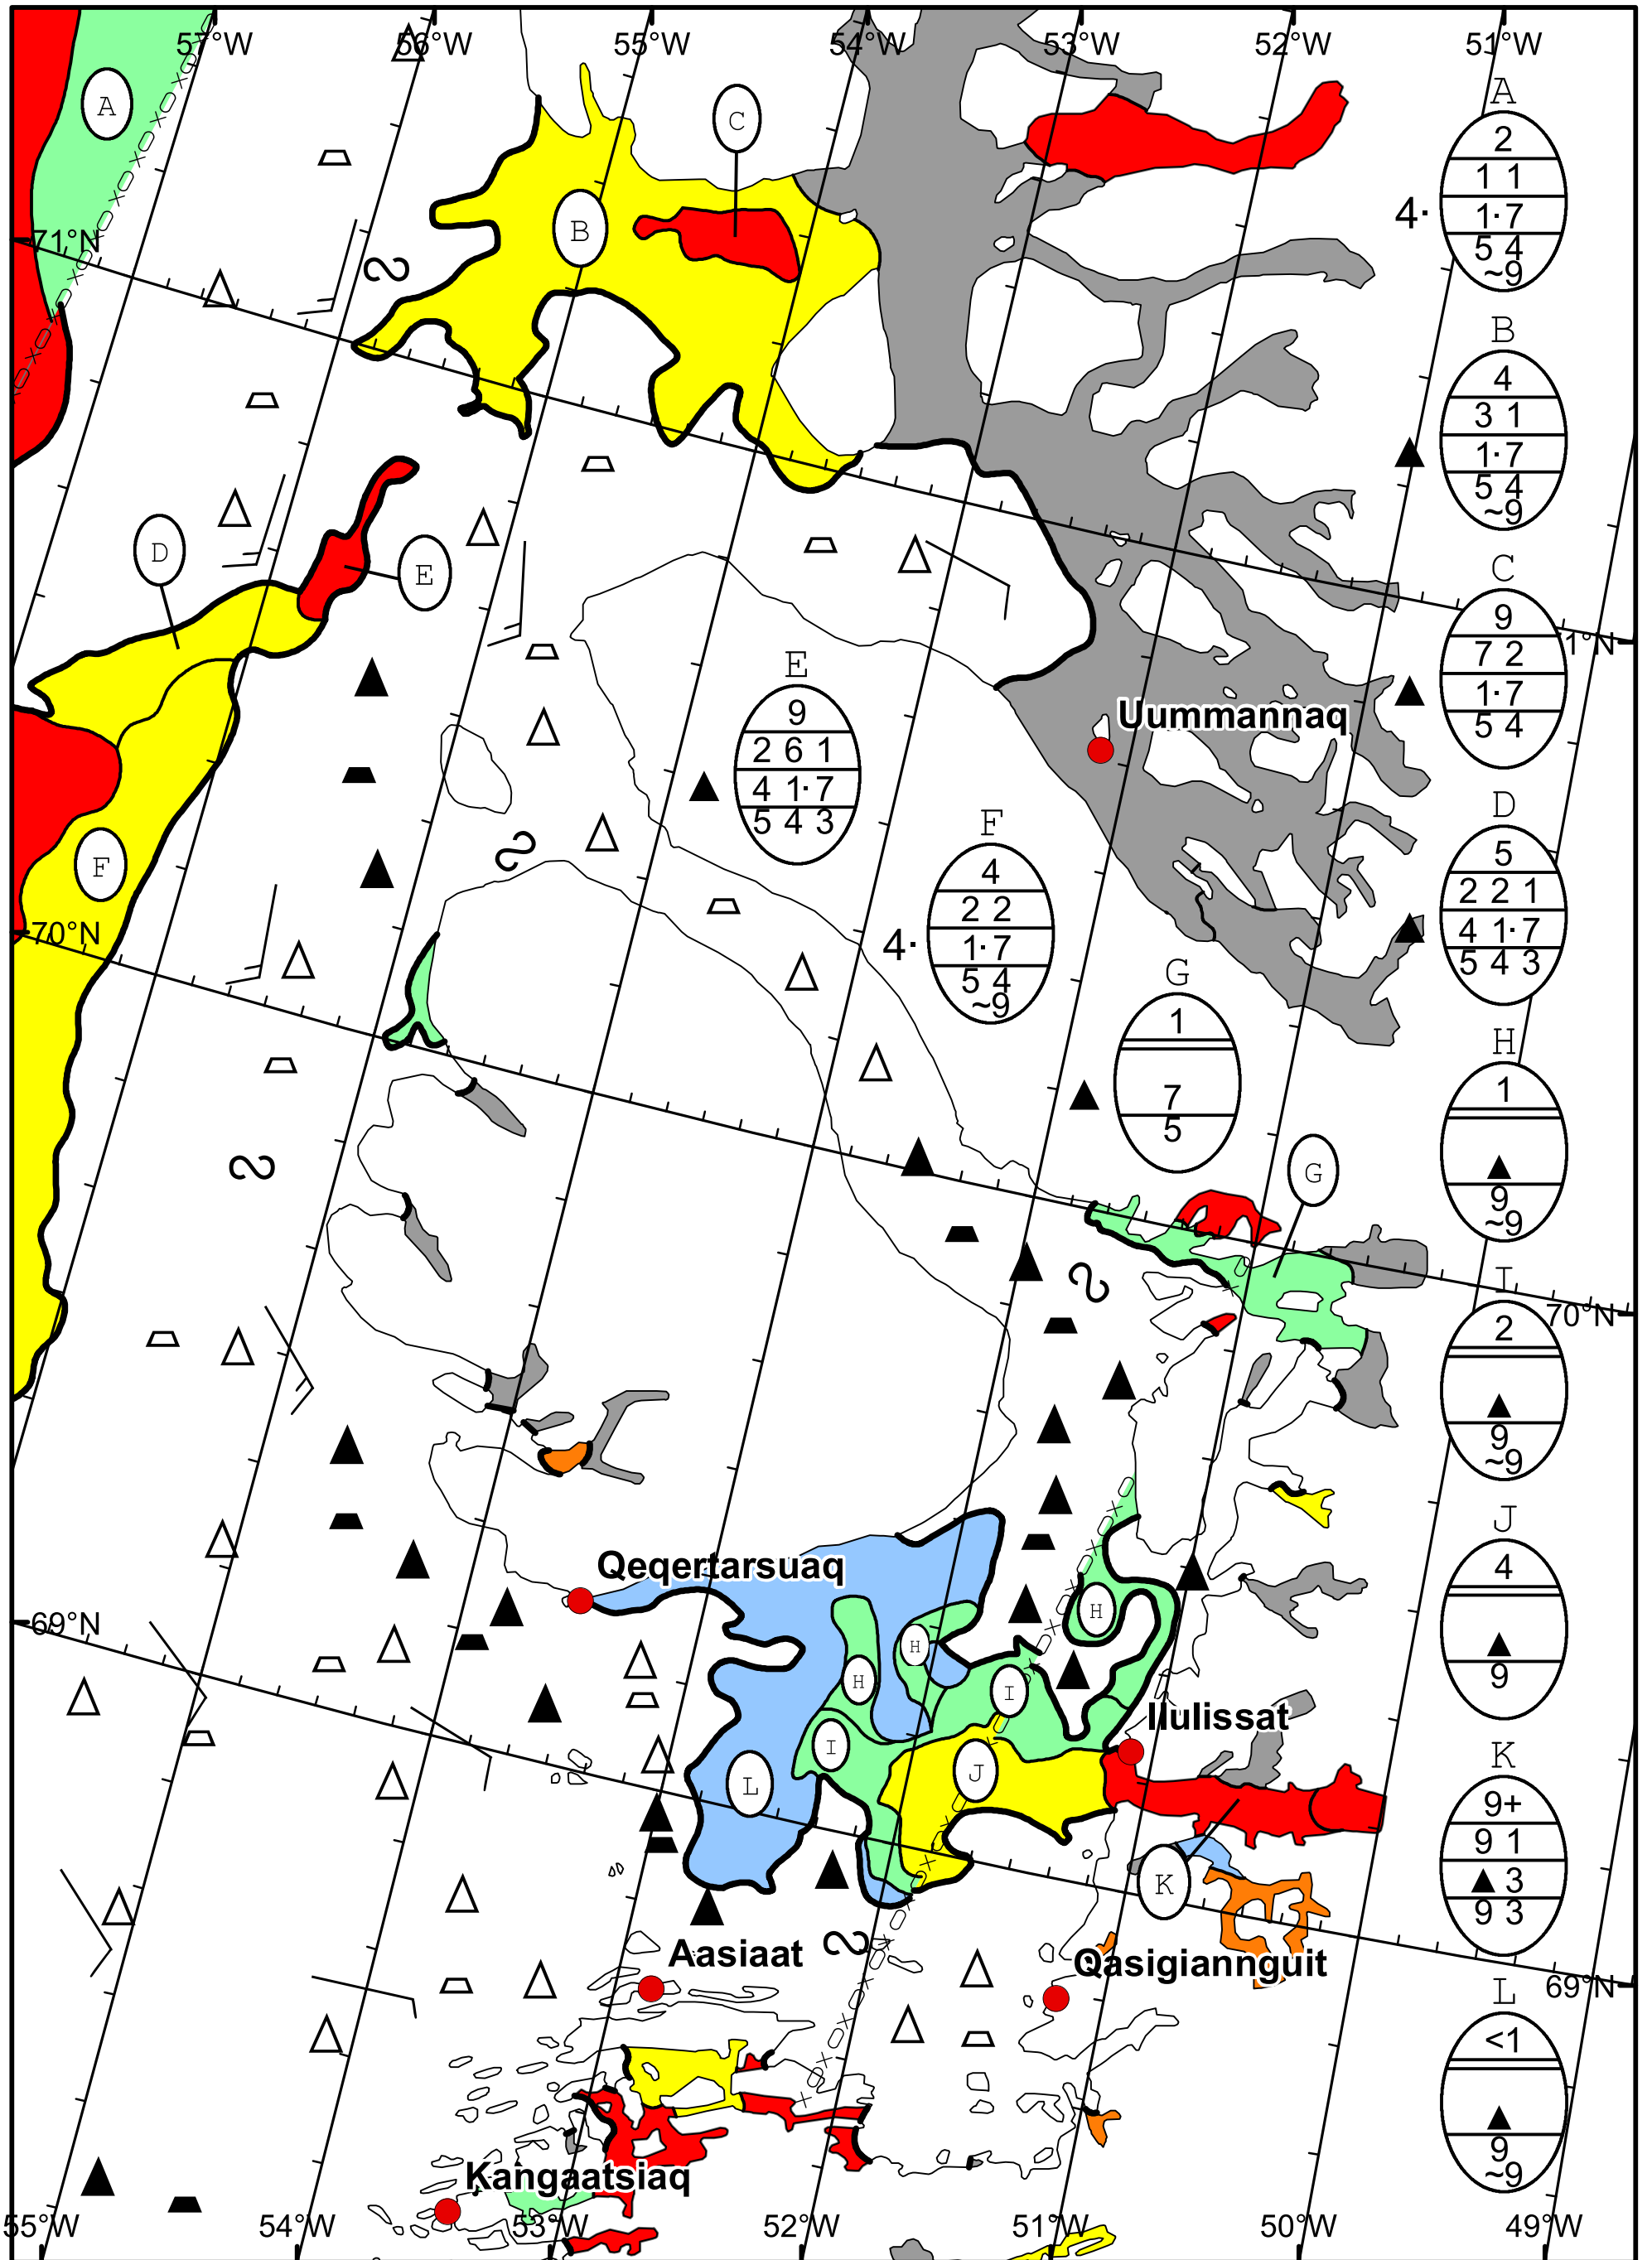 57°W 56°W 55°W 54°W 53°W 52°W 51°W
A
2
1 1
4· 1·7
5 4
~9
A
C
B
71°N
B
4
3 1
1·7
5 4
~9
C
9
7 2
1·7
5 4
D
E
1°N
Uummannaq
E
9
2 6 1
4 1·7
5 4 3
D
5
2 2 1
4 1·7
5 4 3
F
F
4
2 2
4· 1·7
5 4
~9
70°N
G
1
7
5
H
1
9
~9
G
I
2
9
~9
70°N
J
4
9
Qeqertarsuaq
69°N
H
H
H
I
I
Ilulissat
J
L
K
9+
9 1
3
9 3
K
Aasiaat
Qasigiannguit
69°N
L
<1
9
~9
Kangaatsiaq
55°W 54°W 53°W 52°W 51°W 50°W 49°W